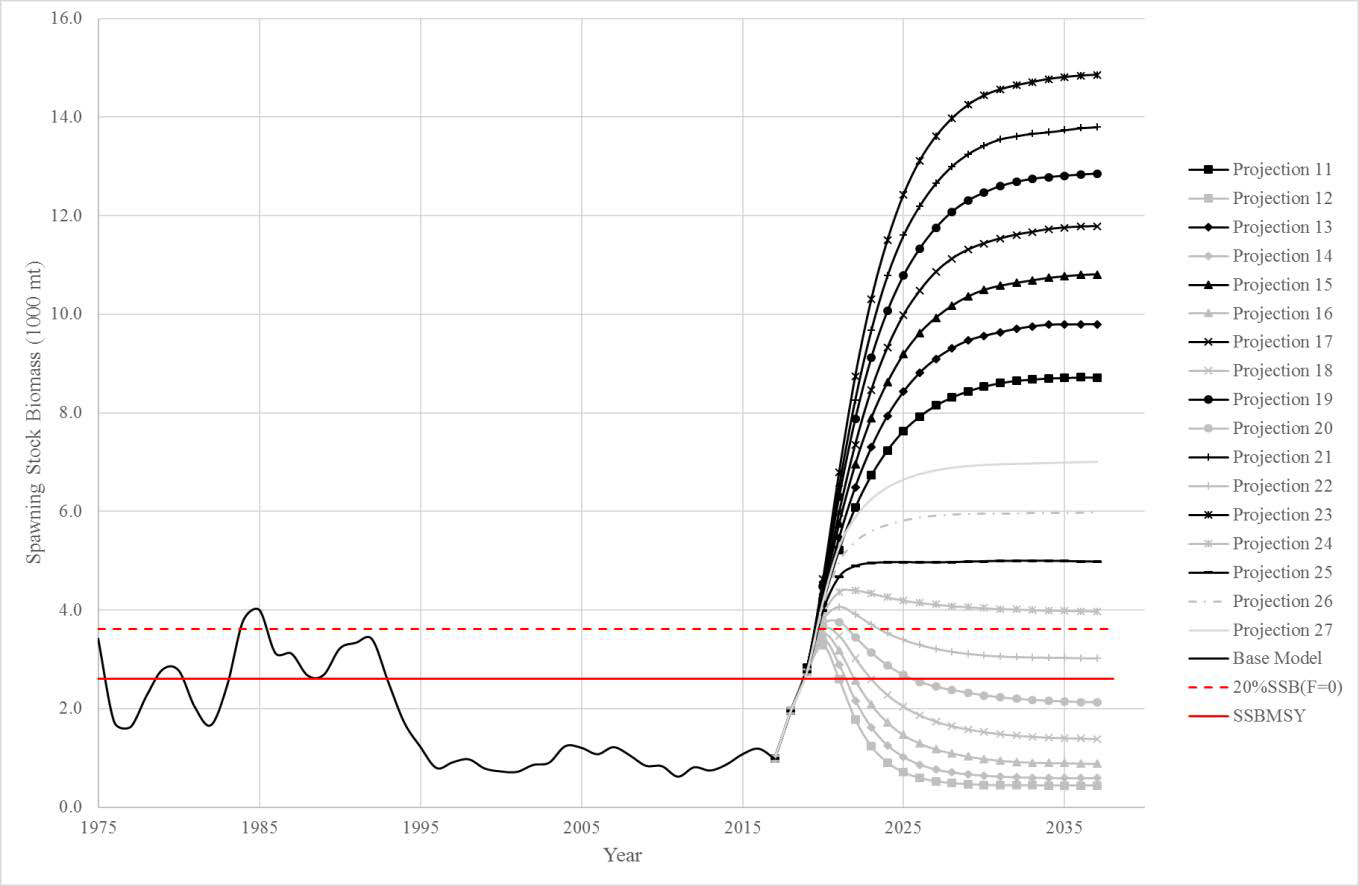 16.0
14.0
12.0
10.0
8.0
6.0
4.0
2.0
0.0
Spawning Stock Biomass (1000 mt)
1975
1985
1995
2005
2015
2025
2035
Year
Projection 11
Projection 12
Projection 13
Projection 14
Projection 15
Projection 16
Projection 17
Projection 18
Projection 19
Projection 20
Projection 21
Projection 22
Projection 23
Projection 24
Projection 25
Projection 26
Projection 27
Base Model
20%SSB(F=0)
SSBMSY